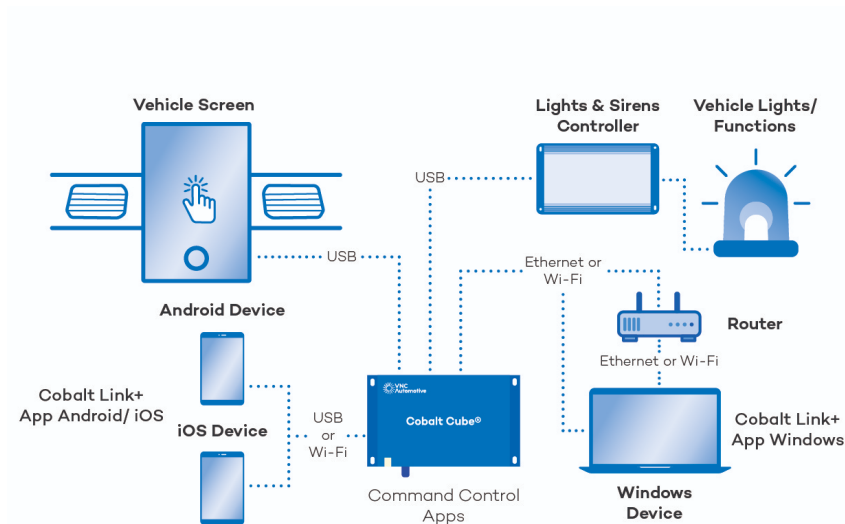 Vehicle Screen
Lights & Sirens
Controller
Vehicle Lights/
Functions
USB
USB
Ethernet or
Wi-Fi
Android Device
Router
Ethernet or Wi-Fi
Cobalt Link+
App Android/ iOS
iOS Device
USB
or
Wi-Fi
VNC
Automotive
Cobalt Cube®
Cobalt Link+
App Windows
Command Control
Apps
Windows
Device